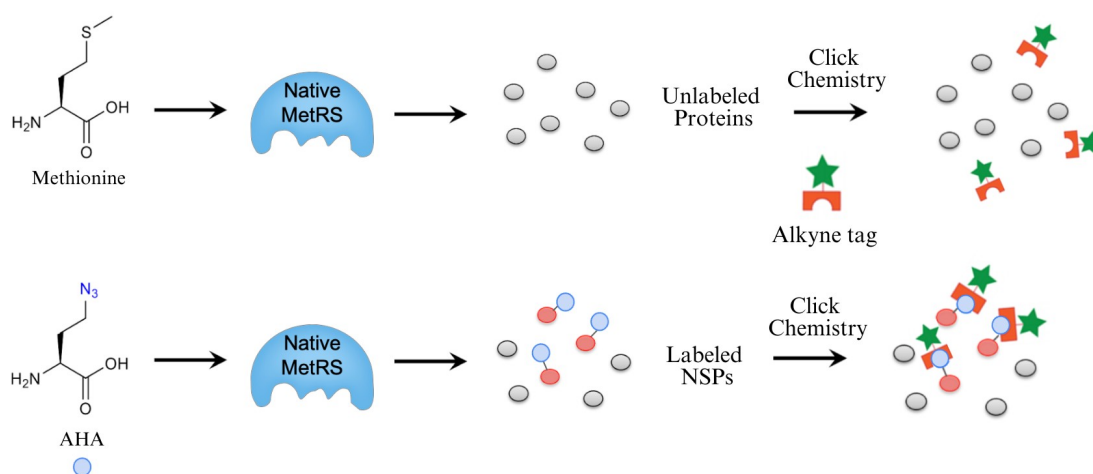 S
H₂N
OH
O
Methionine
Native
MetRS
Unlabeled
Proteins
Click
Chemistry
Alkyne tag
N₃
H₂N
OH
O
AHA
Native
MetRS
Labeled
NSPs
Click
Chemistry